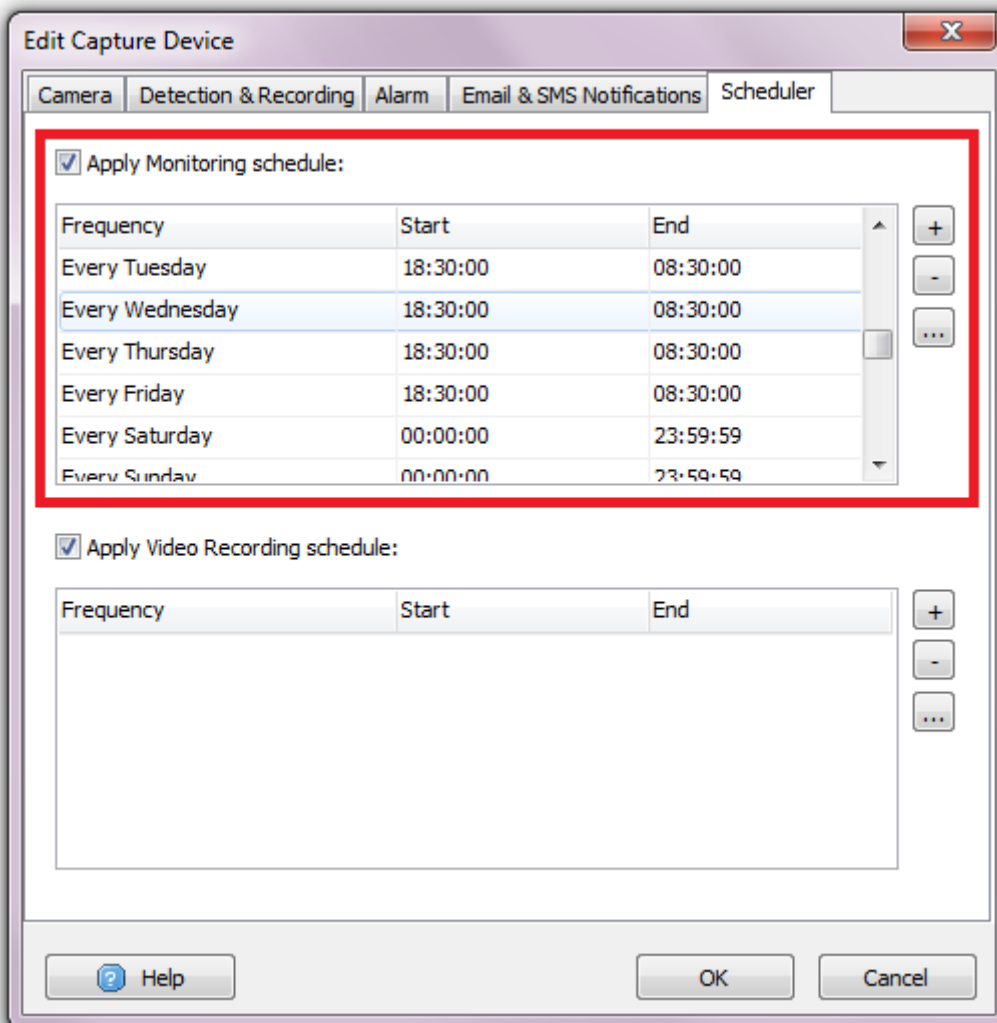 Edit Capture Device
Camera Detection & Recording Alarm Email & SMS Notifications Scheduler
Apply Monitoring schedule:
Frequency Start End
Every Tuesday 18:30:00 08:30:00
Every Wednesday 18:30:00 08:30:00
Every Thursday 18:30:00 08:30:00
Every Friday 18:30:00 08:30:00
Every Saturday 00:00:00 23:59:59
Every Sunday 00:00:00 23:59:59
+
-
...
Apply Video Recording schedule:
Frequency Start End
+
-
...
? Help OK Cancel